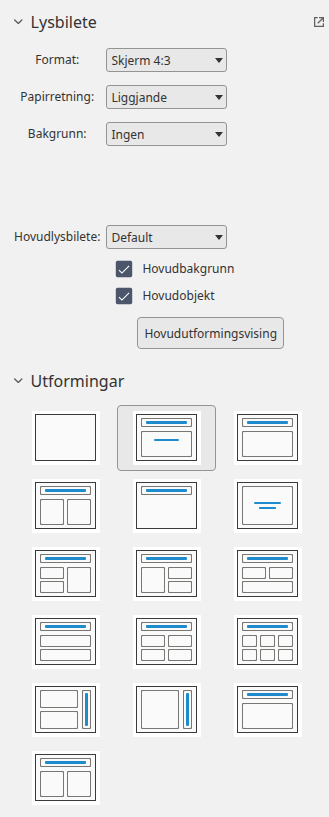 Lysbilete
Format: Skjerm 4:3
Papirretning: Liggjande
Bakgrunn: Ingen
Hovudlysbilete: Default
Hovudbakgrunn
Hovudobjekt
Hovudutformingsvising
Utformingar